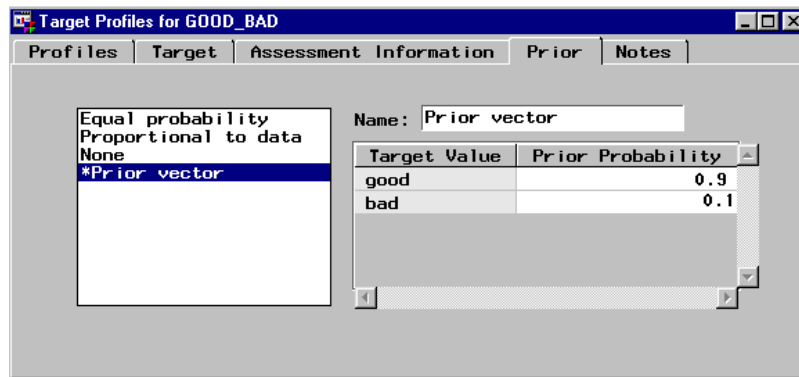 Target Profiles for GOOD_BAD
Profiles Target Assessment Information Prior Notes
Equal probability
Proportional to data
None
*Prior vector
Name: Prior vector
Target Value Prior Probability
good 0.9
bad 0.1